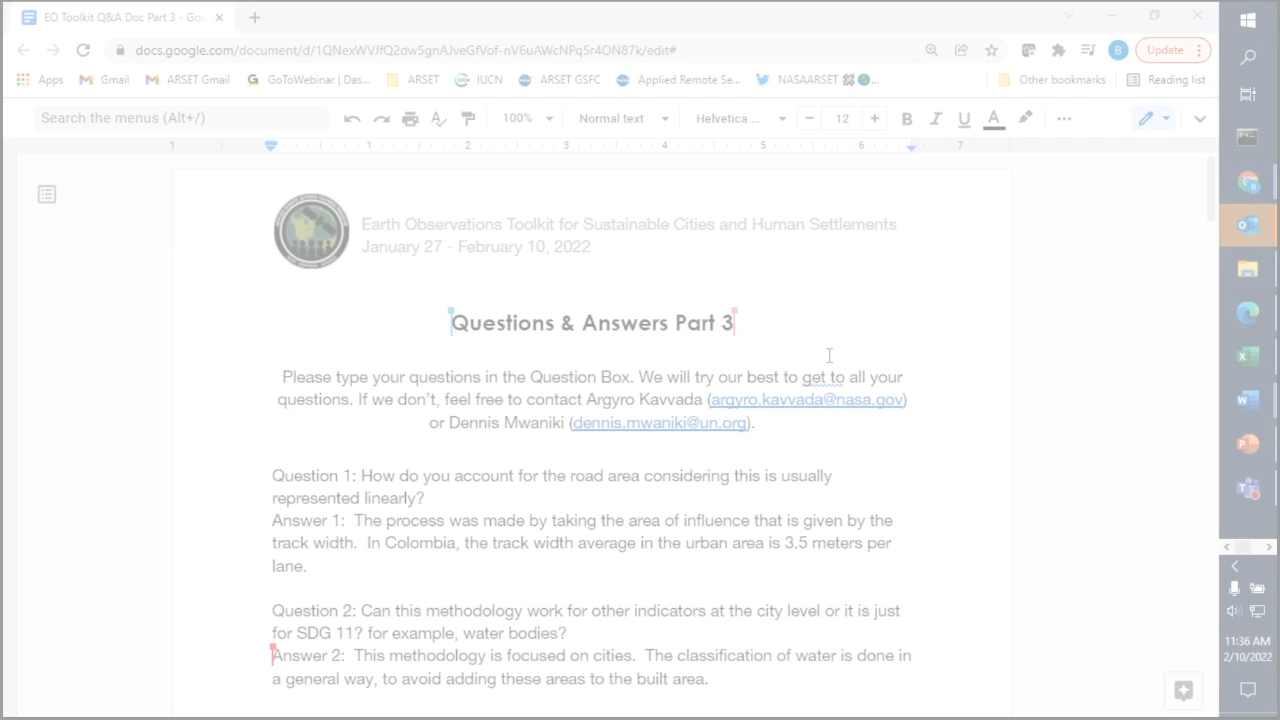 EO Toolkit Q&A Doc Part 3 - Goo
docs.google.com/document/d/1QNexWVJfQ2dwSgnAJveGfVof-nV6uAWcNPqSr4ON87k/edit#
B
Update
Apps
Gmail
ARSET Gmail
GoToWebinar | Das...
ARSET
IUCN
ARSET GSFC
Applied Remote Se...
NASAARSET
Other bookmarks
Reading list
Search the menus (Alt+/)
100%
Normal text
Helvetica ...
12
B I U A
1 1 2 3 4 5 6 7
Earth Observations Toolkit for Sustainable Cities and Human Settlements
January 27 - February 10, 2022
Questions & Answers Part 3
Please type your questions in the Question Box. We will try our best to get to all your
questions. If we don't, feel free to contact Argyro Kavvada (argyro.kavvada@nasa.gov)
or Dennis Mwaniki (dennis.mwaniki@un.org).
Question 1: How do you account for the road area considering this is usually
represented linearly?
Answer 1:  The process was made by taking the area of influence that is given by the
track width.  In Colombia, the track width average in the urban area is 3.5 meters per
lane.
Question 2: Can this methodology work for other indicators at the city level or it is just
for SDG 11? for example, water bodies?
Answer 2:  This methodology is focused on cities.  The classification of water is done in
a general way, to avoid adding these areas to the built area.
11:36 AM
2/10/2022